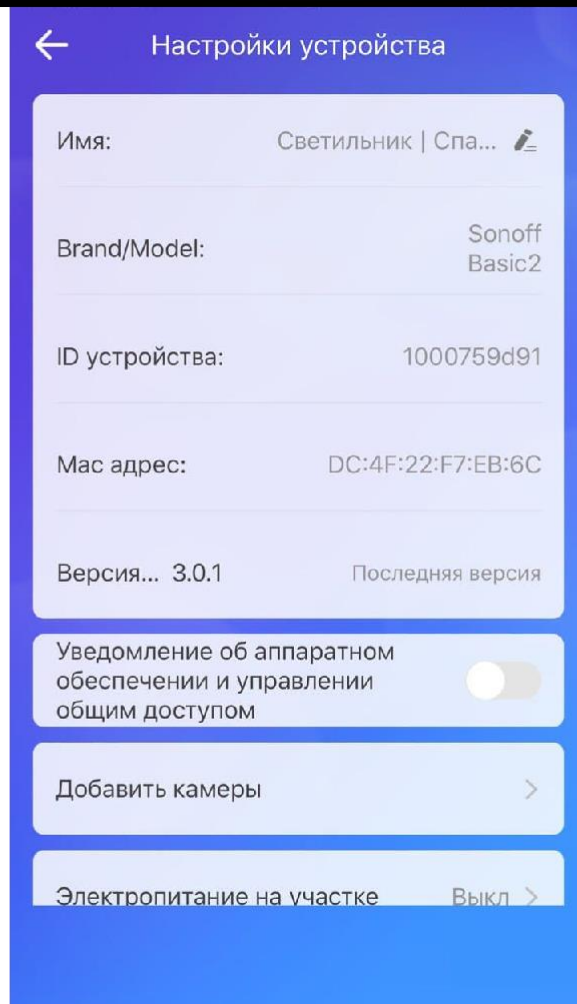 Настройки устройства
Имя: Светильник | Спа...
Brand/Model: Sonoff
Basic2
ID устройства: 1000759d91
Mac адрес: DC:4F:22:F7:EB:6C
Версия... 3.0.1 Последняя версия
Уведомление об аппаратном
обеспечении и управлении
общим доступом
Добавить камеры
Электропитание на участке Выкл